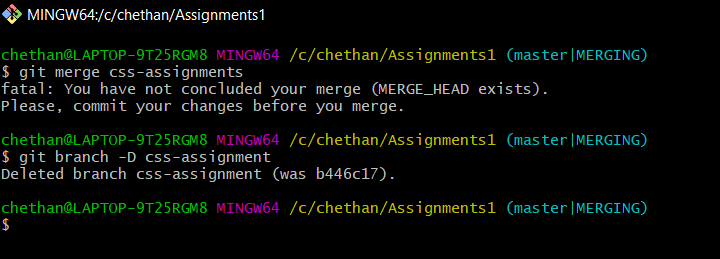 MINGW64:/c/chethan/Assignments1
chethan@LAPTOP-9T25RGM8 MINGW64 /c/chethan/Assignments1 (master|MERGING)
$ git merge css-assignments
fatal: You have not concluded your merge (MERGE_HEAD exists).
Please, commit your changes before you merge.
chethan@LAPTOP-9T25RGM8 MINGW64 /c/chethan/Assignments1 (master|MERGING)
$ git branch -D css-assignment
Deleted branch css-assignment (was b446c17).
chethan@LAPTOP-9T25RGM8 MINGW64 /c/chethan/Assignments1 (master|MERGING)
$